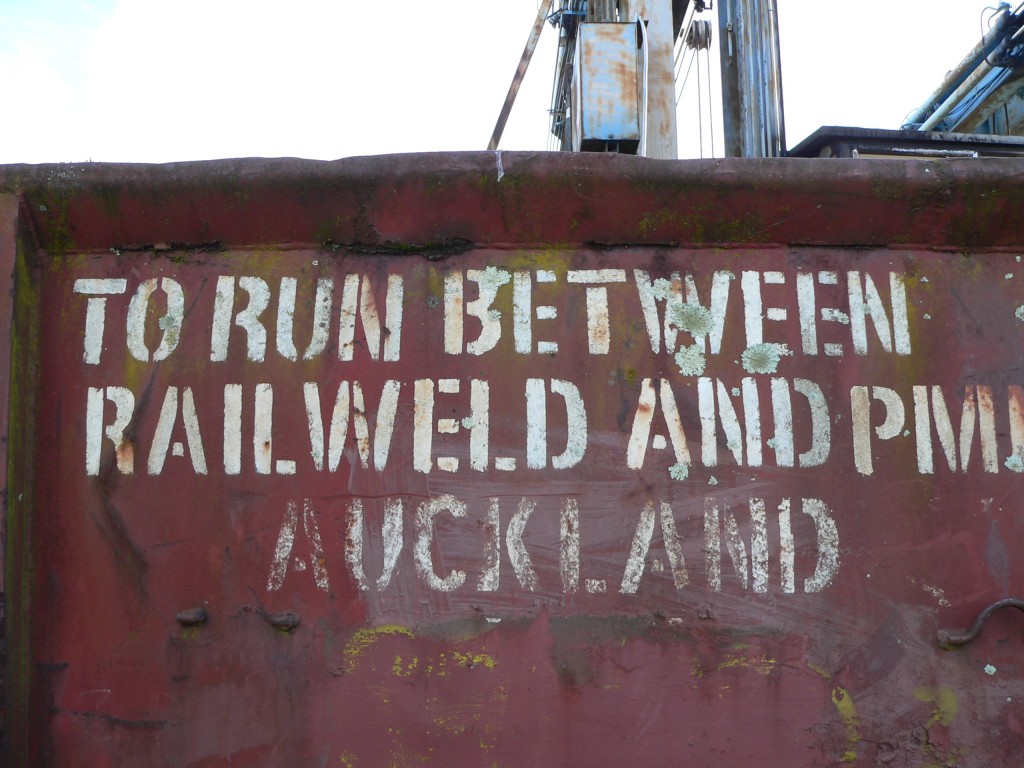 TO RUN BETWEEN
RAILWELD AND PMI
AUCKLAND